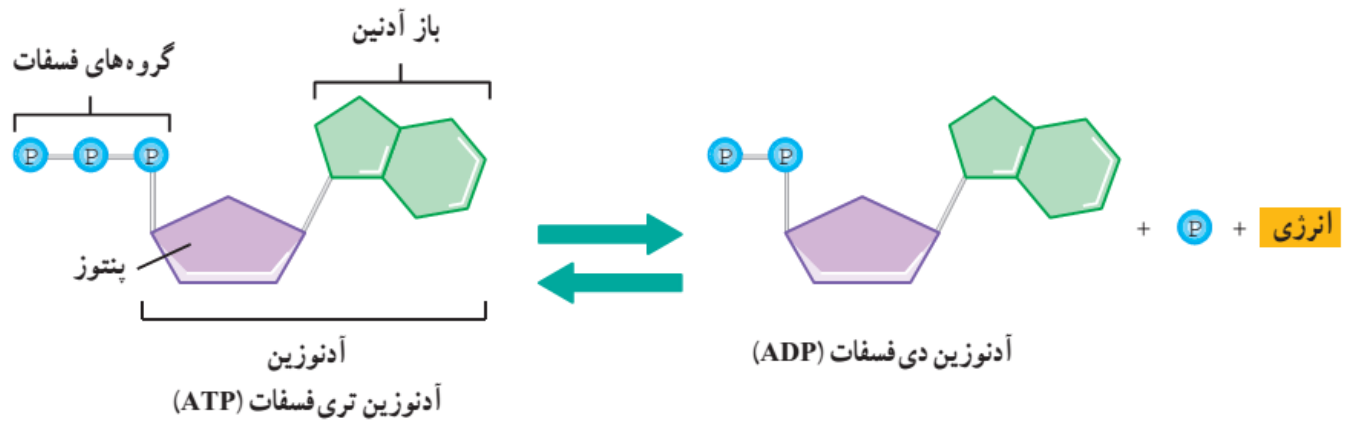 باز آدنین
گروه‌های فسفات
P P P
P P
پنتوز
+ P + انرژی
آدنوزین
آدنوزین تری فسفات (ATP)
آدنوزین دی فسفات (ADP)